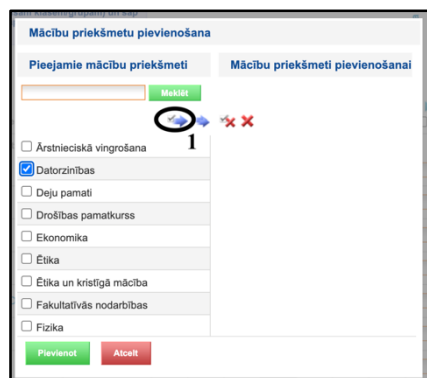 Mācību priekšmetu pievienošana
Pieejamie mācību priekšmeti
Mācību priekšmeti pievienošanai
Meklēt
1
Ārstnieciskā vingrošana
Datorzinības
Deju pamati
Drošības pamatkurss
Ekonomika
Ētika
Ētika un kristīgā mācība
Fakultatīvās nodarbības
Fizika
Pievienot
Atcelt